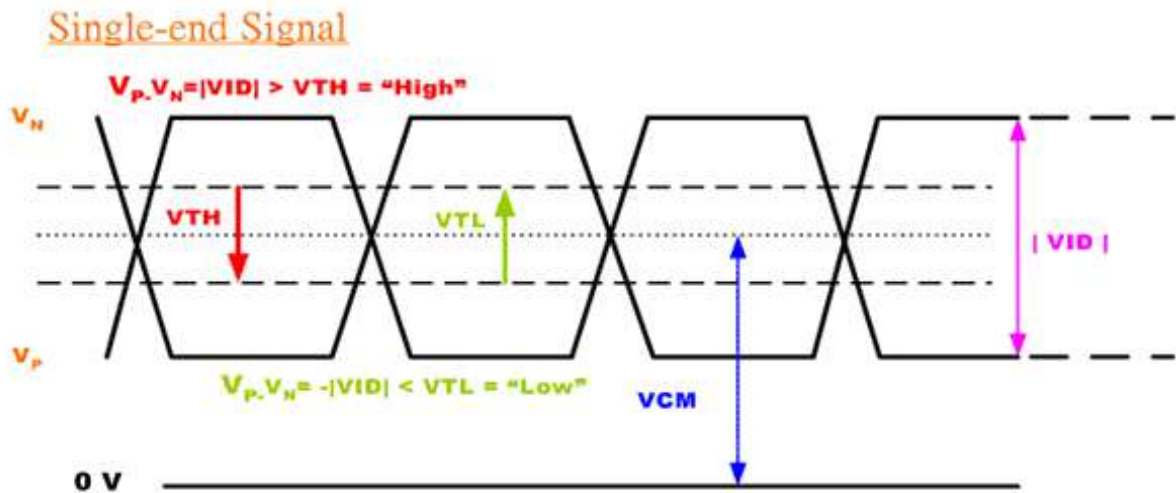 Single-end Signal
VP-VN=|VID| > VTH = “High”
VN
VTH
VTL
| VID |
VP
VP-VN= -|VID| < VTL = “Low”
VCM
0 V